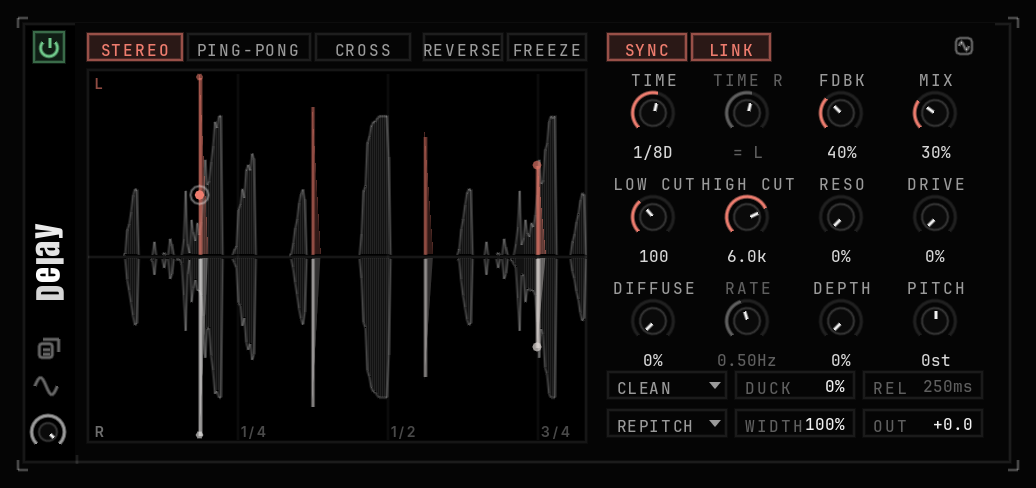 STEREO PING-PONG CROSS REVERSE FREEZE SYNC LINK
L
TIME TIME R FDBK MIX
1/8D = L 40% 30%
LOW CUT HIGH CUT RESO DRIVE
100 6.0k 0% 0%
DIFFUSE RATE DEPTH PITCH
0% 0.50Hz 0% 0st
CLEAN DUCK 0% REL 250ms
REPITCH WIDTH 100% OUT +0.0
R 1/4 1/2 3/4
Delay